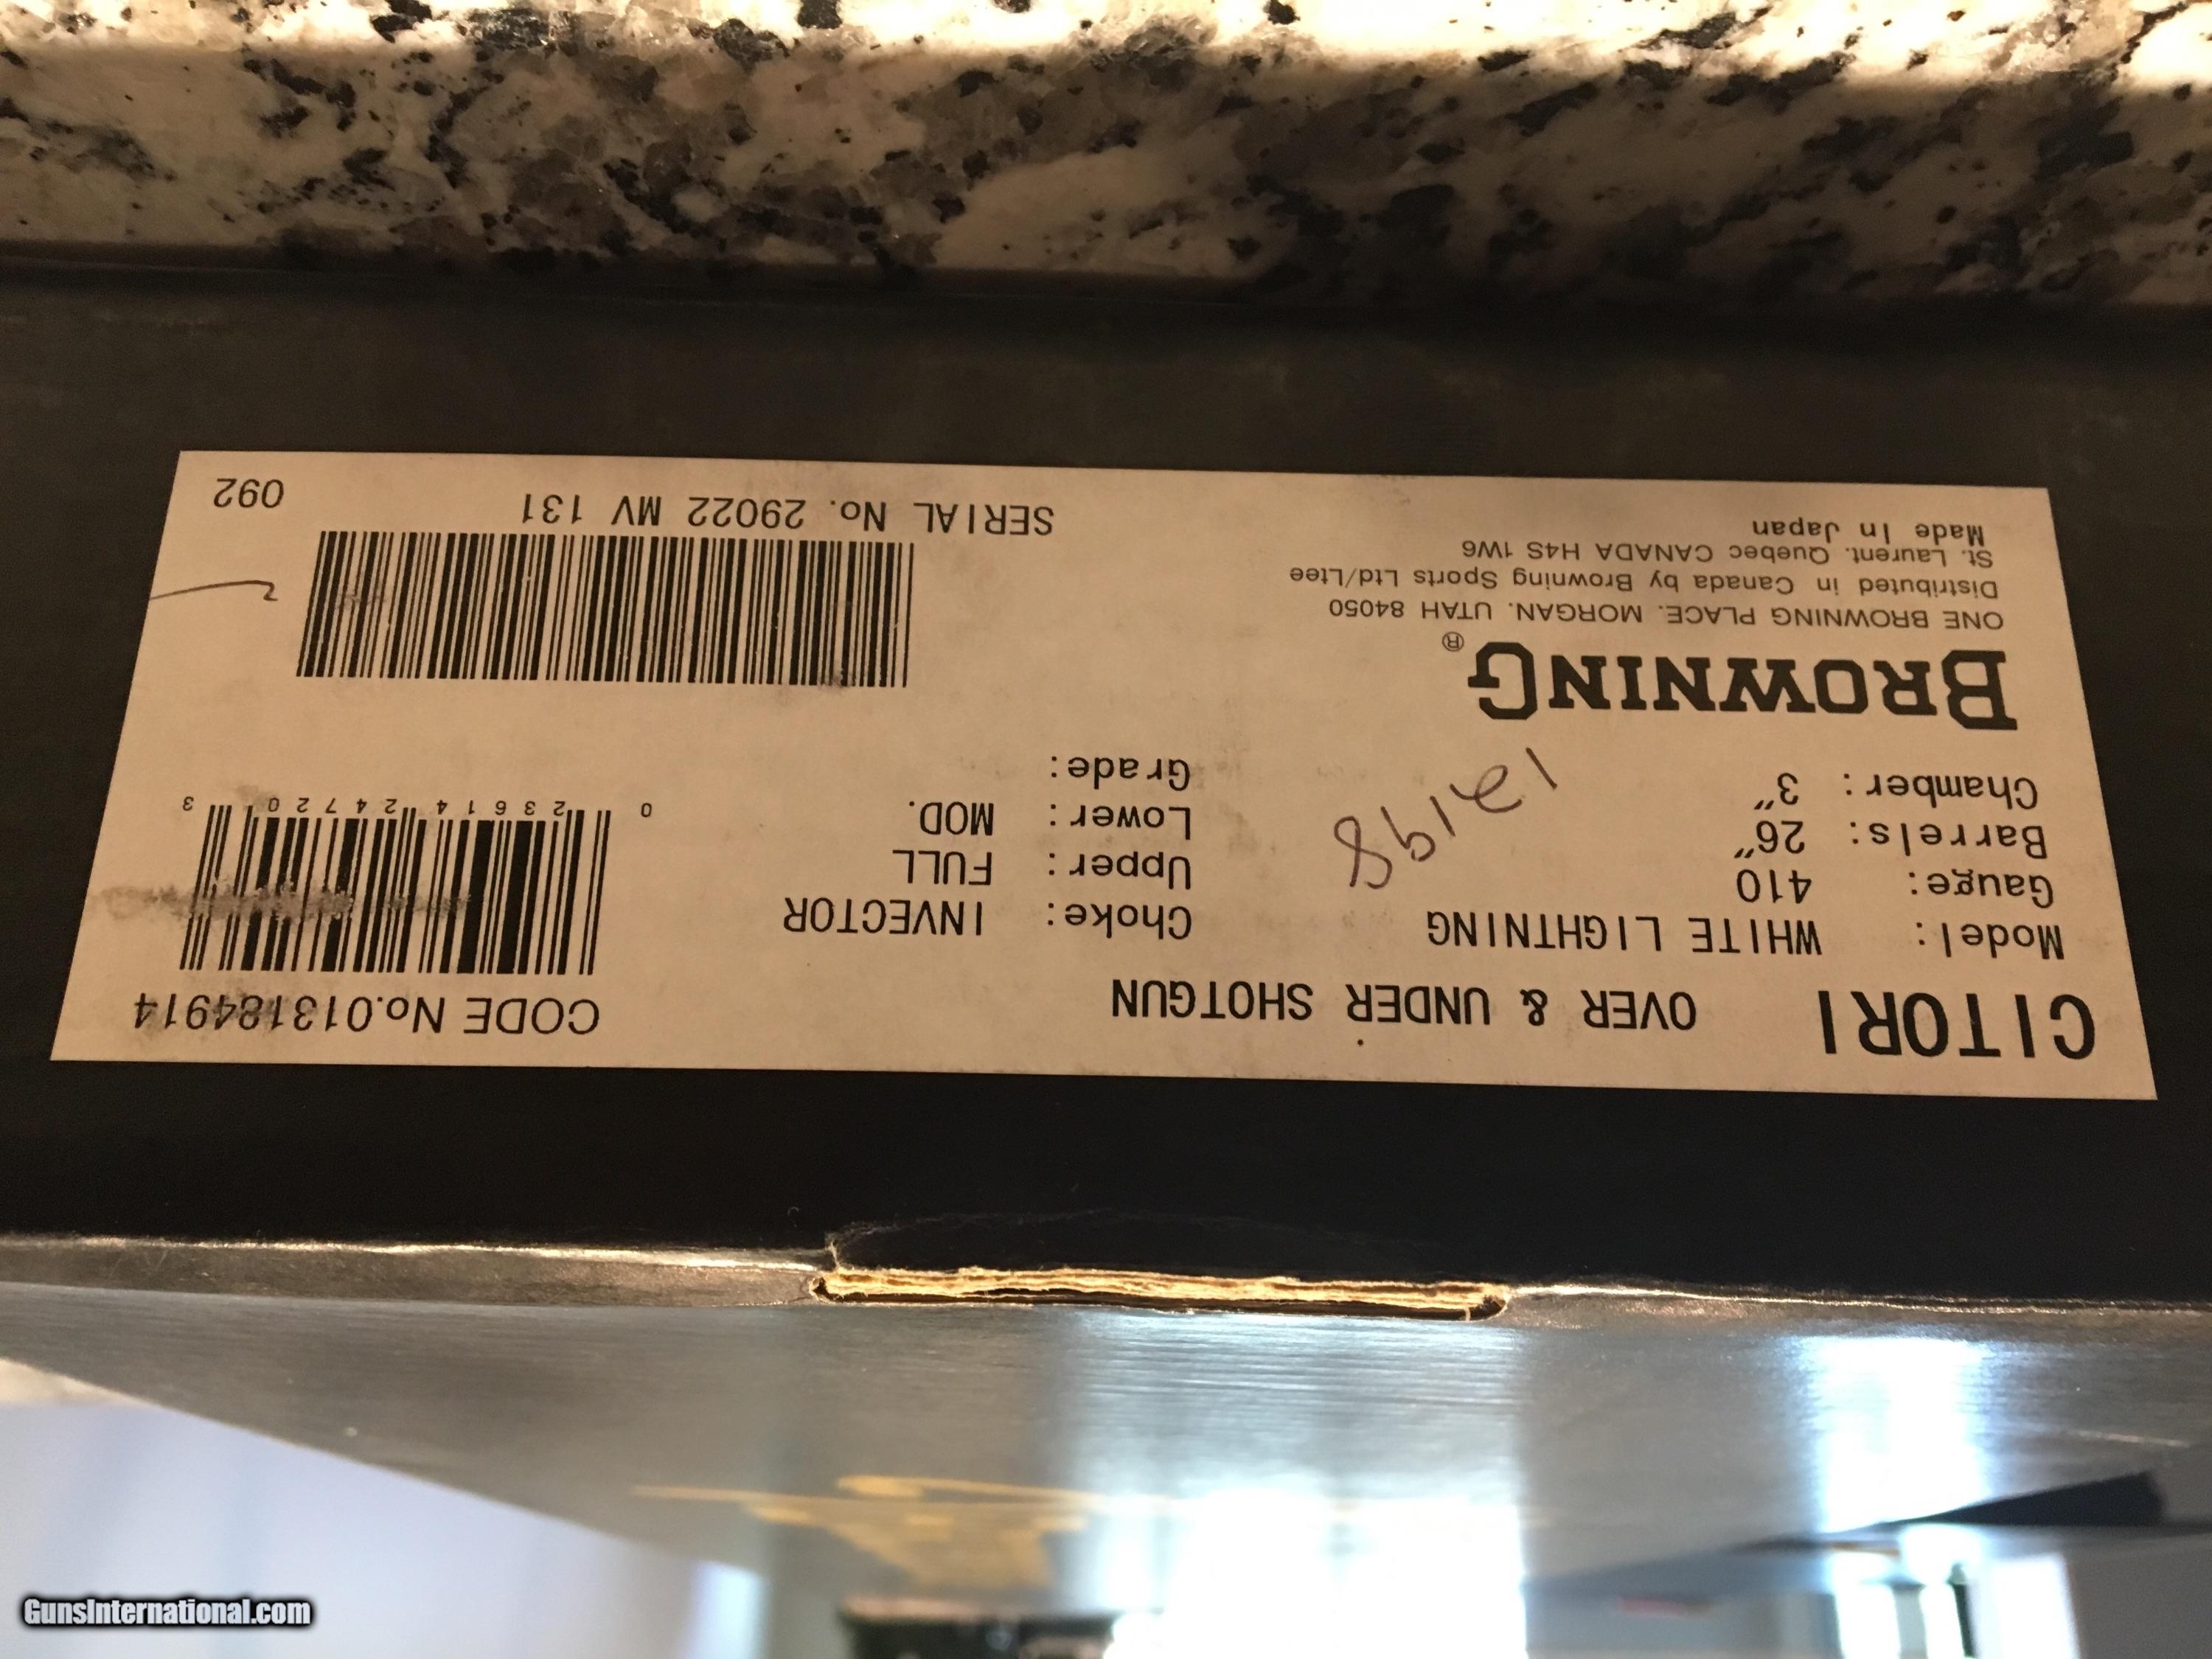 CITORI OVER & UNDER SHOTGUN
CODE No.013184914
Model: WHITE LIGHTNING
Gauge: 410
Barrels: 26"
Chamber: 3"
Choke: INVECTOR
Upper: FULL
Lower: MOD.
Grade:
0 23614 24720 3
BROWNING®
ONE BROWNING PLACE. MORGAN. UTAH 84050
Distributed in Canada by Browning Sports Ltd/Ltee
St. Laurent. Quebec CANADA H4S 1W6
Made In Japan
SERIAL No. 29022 MV 131
092
GunsInternational.com